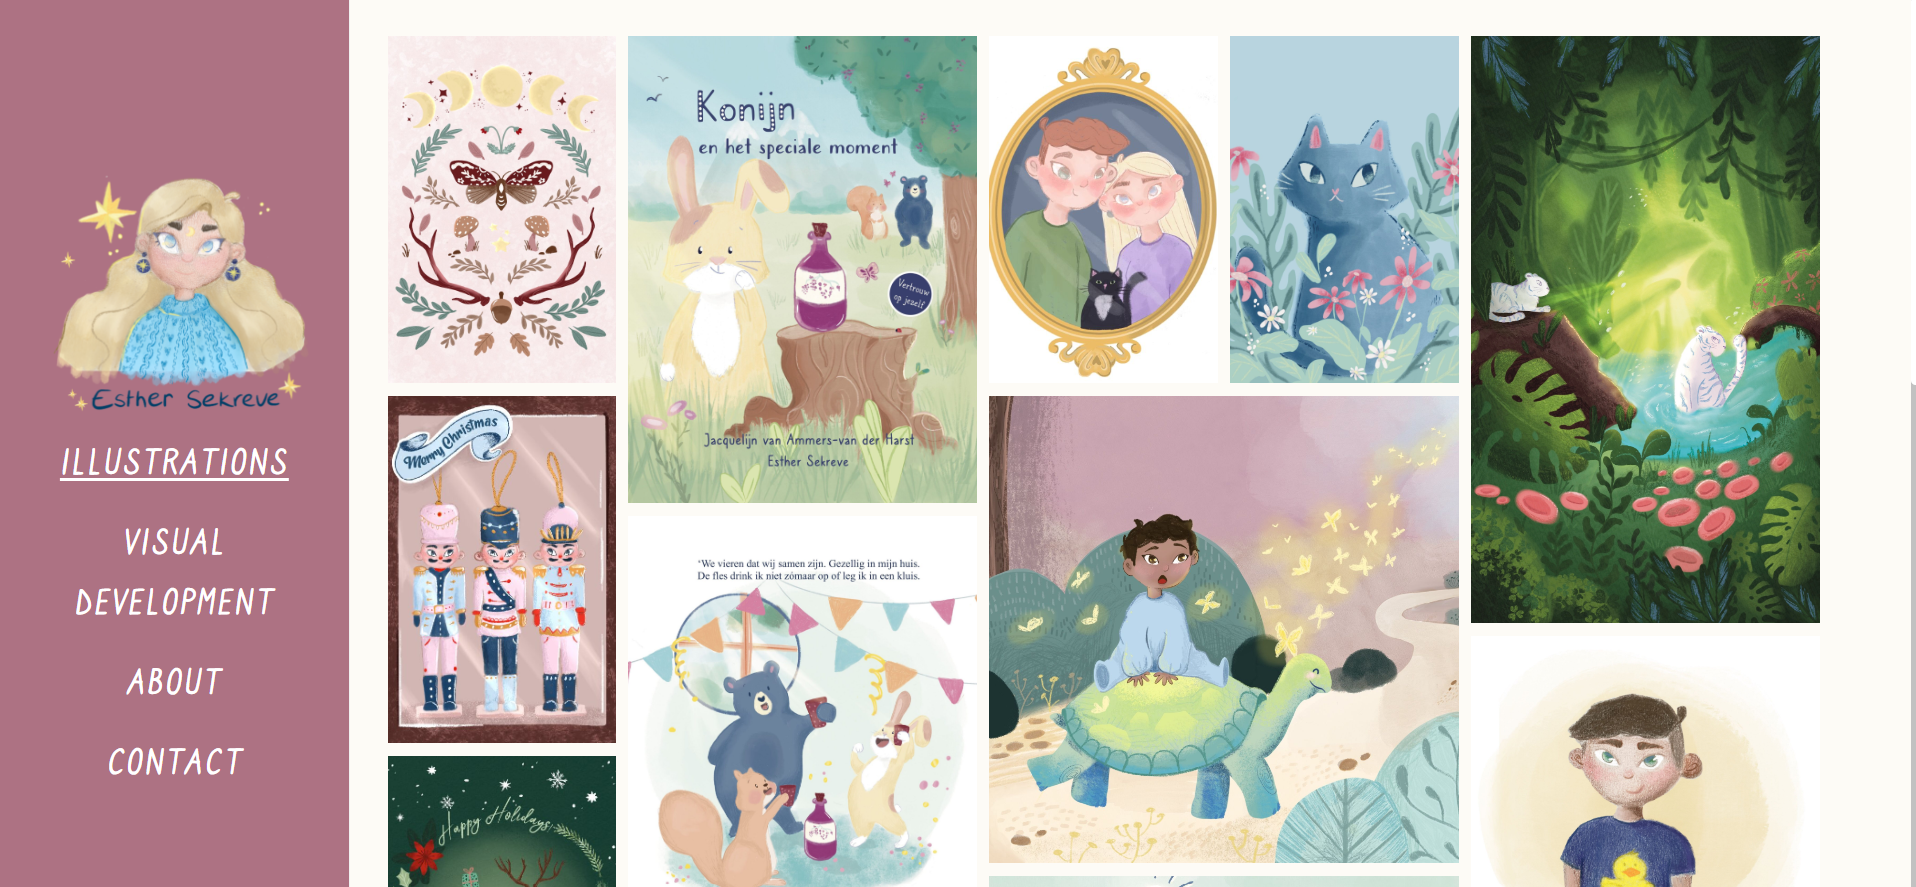 Esther Sekreve
ILLUSTRATIONS
VISUAL
DEVELOPMENT
ABOUT
CONTACT
Konijn
en het speciale moment
Vertrouw
op jezelf
Jacquelijn van Ammers-van der Harst
Esther Sekreve
Merry Christmas
'We vieren dat wij samen zijn. Gezellig in mijn huis.
De fles drink ik niet zómaar op of leg ik in een kluis.
Happy Holidays